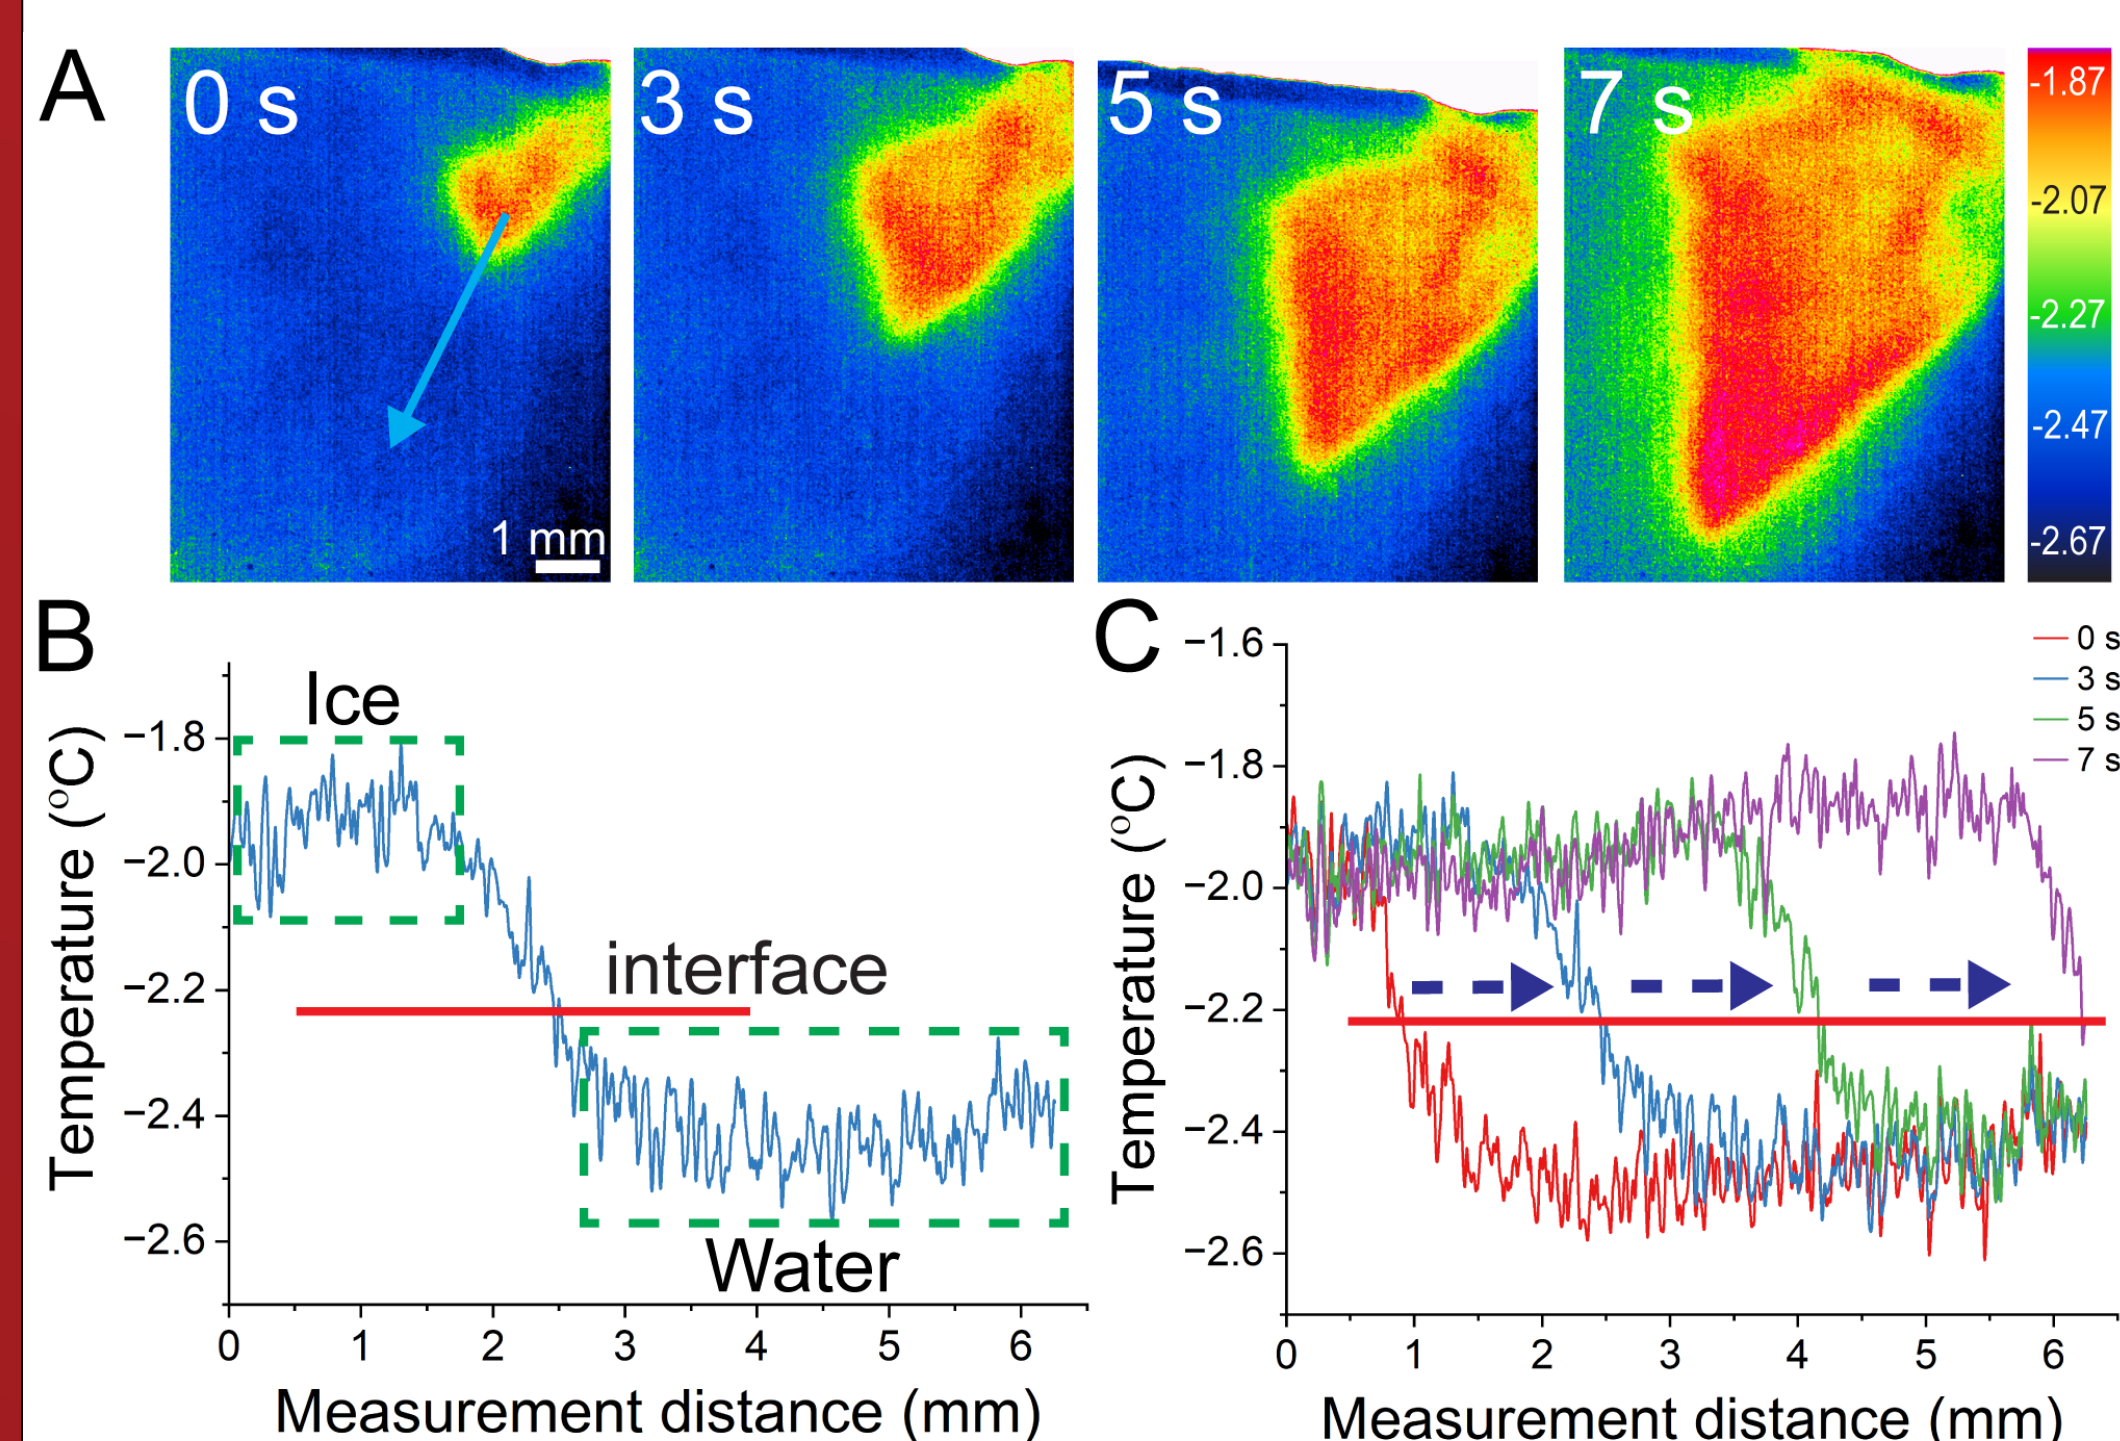 A
0 s
3 s
5 s
7 s
-1.87
-2.07
-2.27
-2.47
-2.67
1 mm
B
Ice
interface
Water
Temperature (°C)
−1.8
−2.0
−2.2
−2.4
−2.6
0 1 2 3 4 5 6
Measurement distance (mm)
C
0 s
3 s
5 s
7 s
Temperature (°C)
−1.6
−1.8
−2.0
−2.2
−2.4
−2.6
0 1 2 3 4 5 6
Measurement distance (mm)